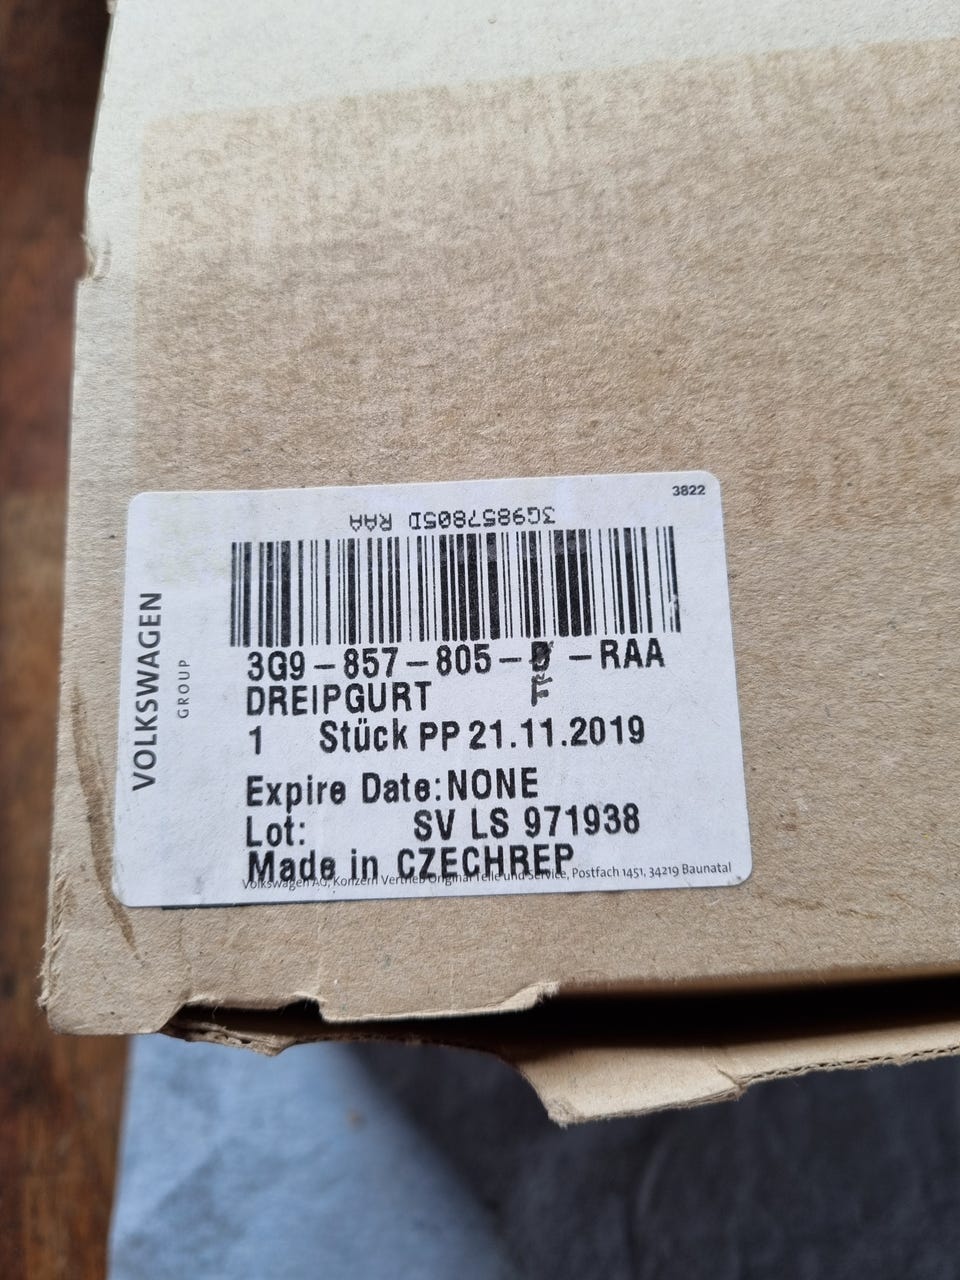 3822
3G9857805D RAA
VOLKSWAGEN
GROUP
3G9-857-805-D -RAA
F
DREIPGURT
1 Stück PP 21.11.2019
Expire Date:NONE
Lot: SV LS 971938
Made in CZECHREP
Volkswagen AG, Konzern Vertrieb Original Teile und Service, Postfach 1451, 34219 Baunatal